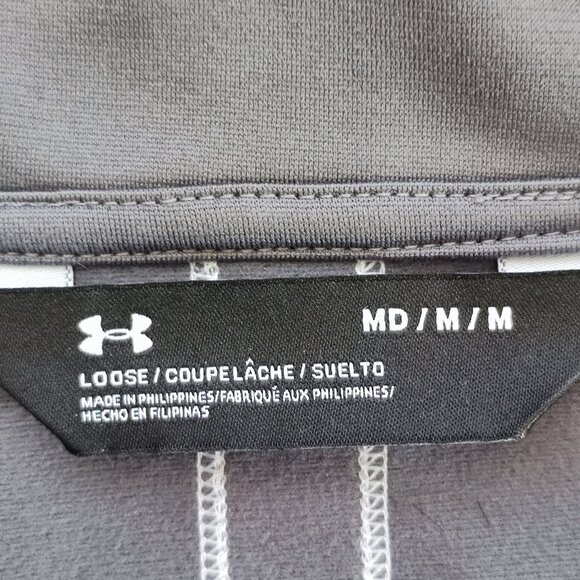 MD / M / M
LOOSE / COUPE LÂCHE / SUELTO
MADE IN PHILIPPINES/FABRIQUÉ AUX PHILIPPINES/
HECHO EN FILIPINAS